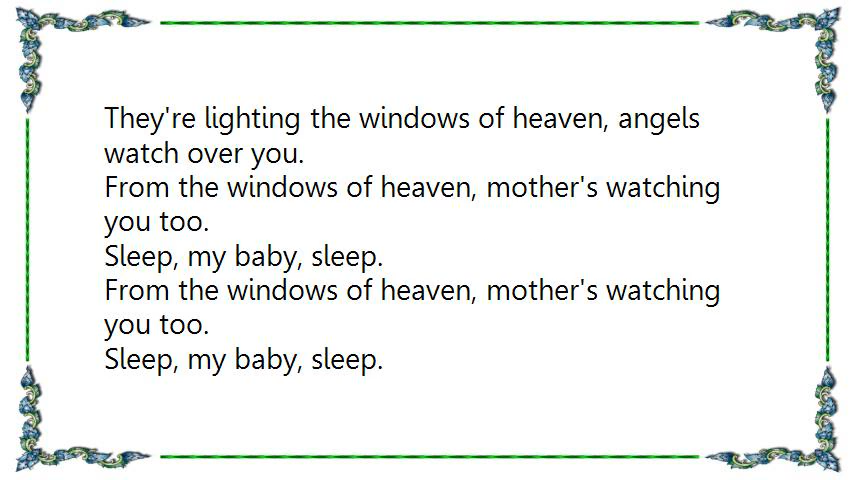 They're lighting the windows of heaven, angels
watch over you.
From the windows of heaven, mother's watching
you too.
Sleep, my baby, sleep.
From the windows of heaven, mother's watching
you too.
Sleep, my baby, sleep.